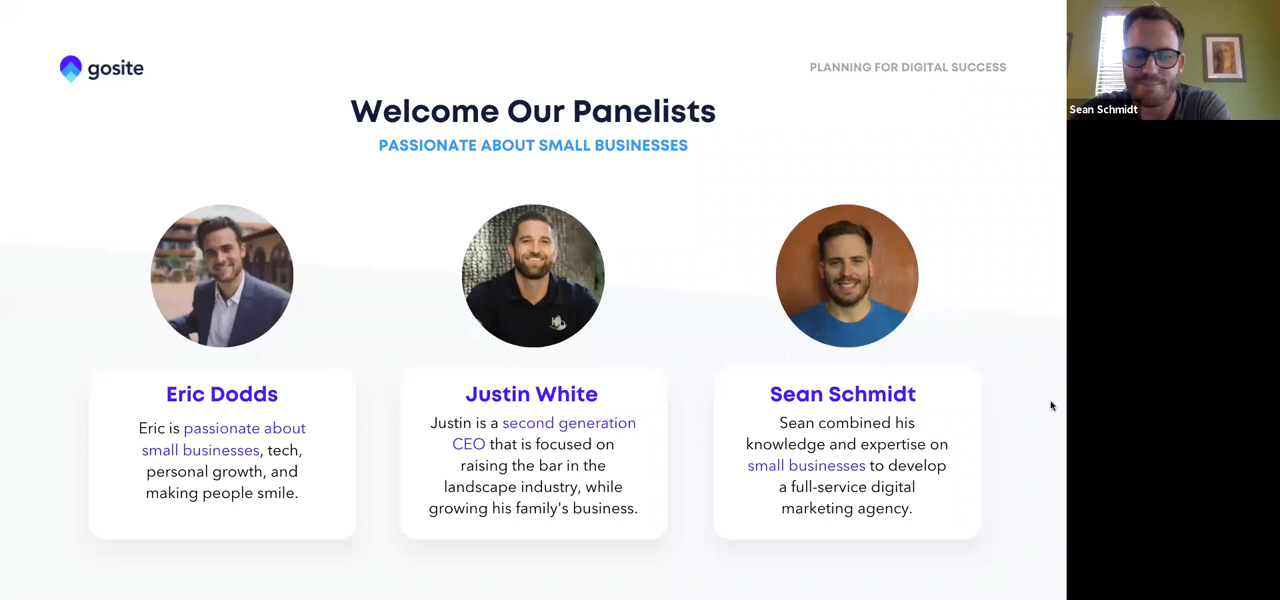 gosite
PLANNING FOR DIGITAL SUCCESS
Welcome Our Panelists
PASSIONATE ABOUT SMALL BUSINESSES
Eric Dodds
Eric is passionate about
small businesses, tech,
personal growth, and
making people smile.
Justin White
Justin is a second generation
CEO that is focused on
raising the bar in the
landscape industry, while
growing his family's business.
Sean Schmidt
Sean combined his
knowledge and expertise on
small businesses to develop
a full-service digital
marketing agency.
Sean Schmidt